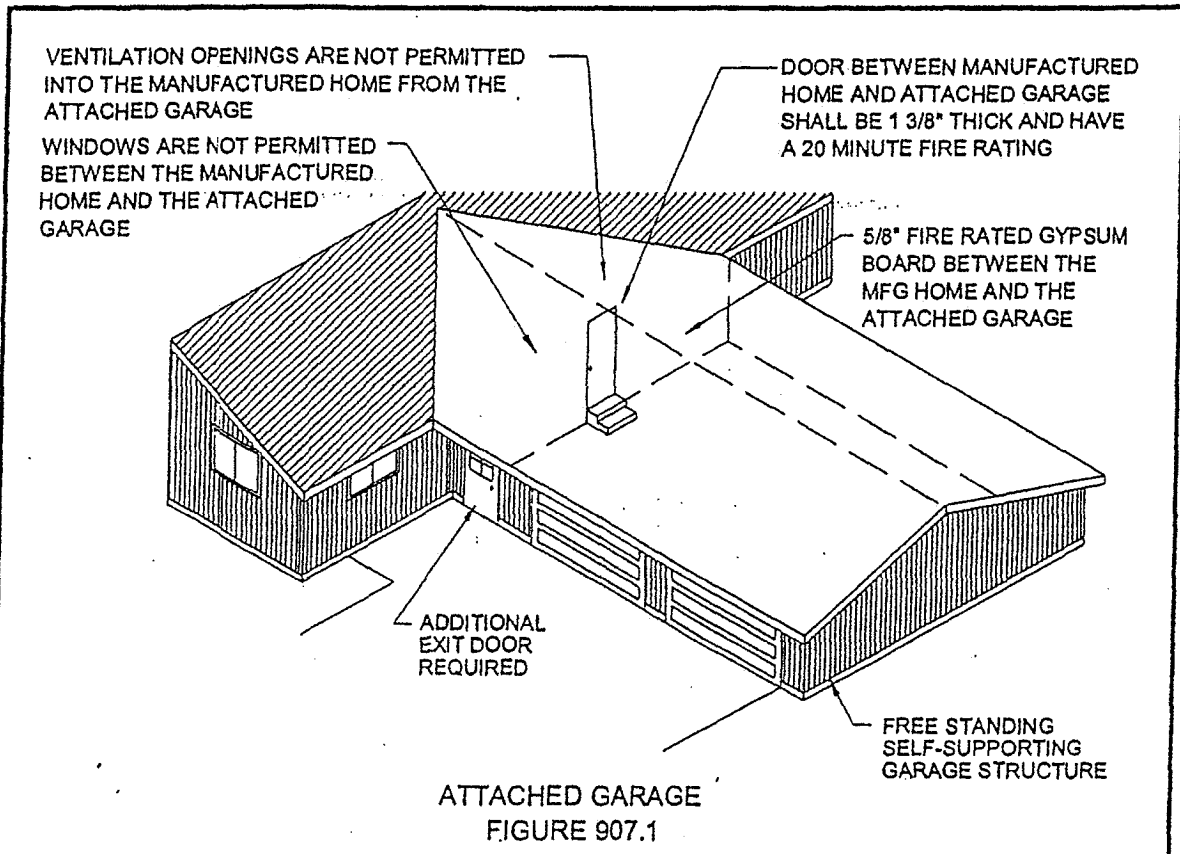 VENTILATION OPENINGS ARE NOT PERMITTED
INTO THE MANUFACTURED HOME FROM THE
ATTACHED GARAGE
WINDOWS ARE NOT PERMITTED
BETWEEN THE MANUFACTURED
HOME AND THE ATTACHED
GARAGE
DOOR BETWEEN MANUFACTURED
HOME AND ATTACHED GARAGE
SHALL BE 1 3/8" THICK AND HAVE
A 20 MINUTE FIRE RATING
5/8" FIRE RATED GYPSUM
BOARD BETWEEN THE
MFG HOME AND THE
ATTACHED GARAGE
ADDITIONAL
EXIT DOOR
REQUIRED
FREE STANDING
SELF-SUPPORTING
GARAGE STRUCTURE
ATTACHED GARAGE
FIGURE 907.1